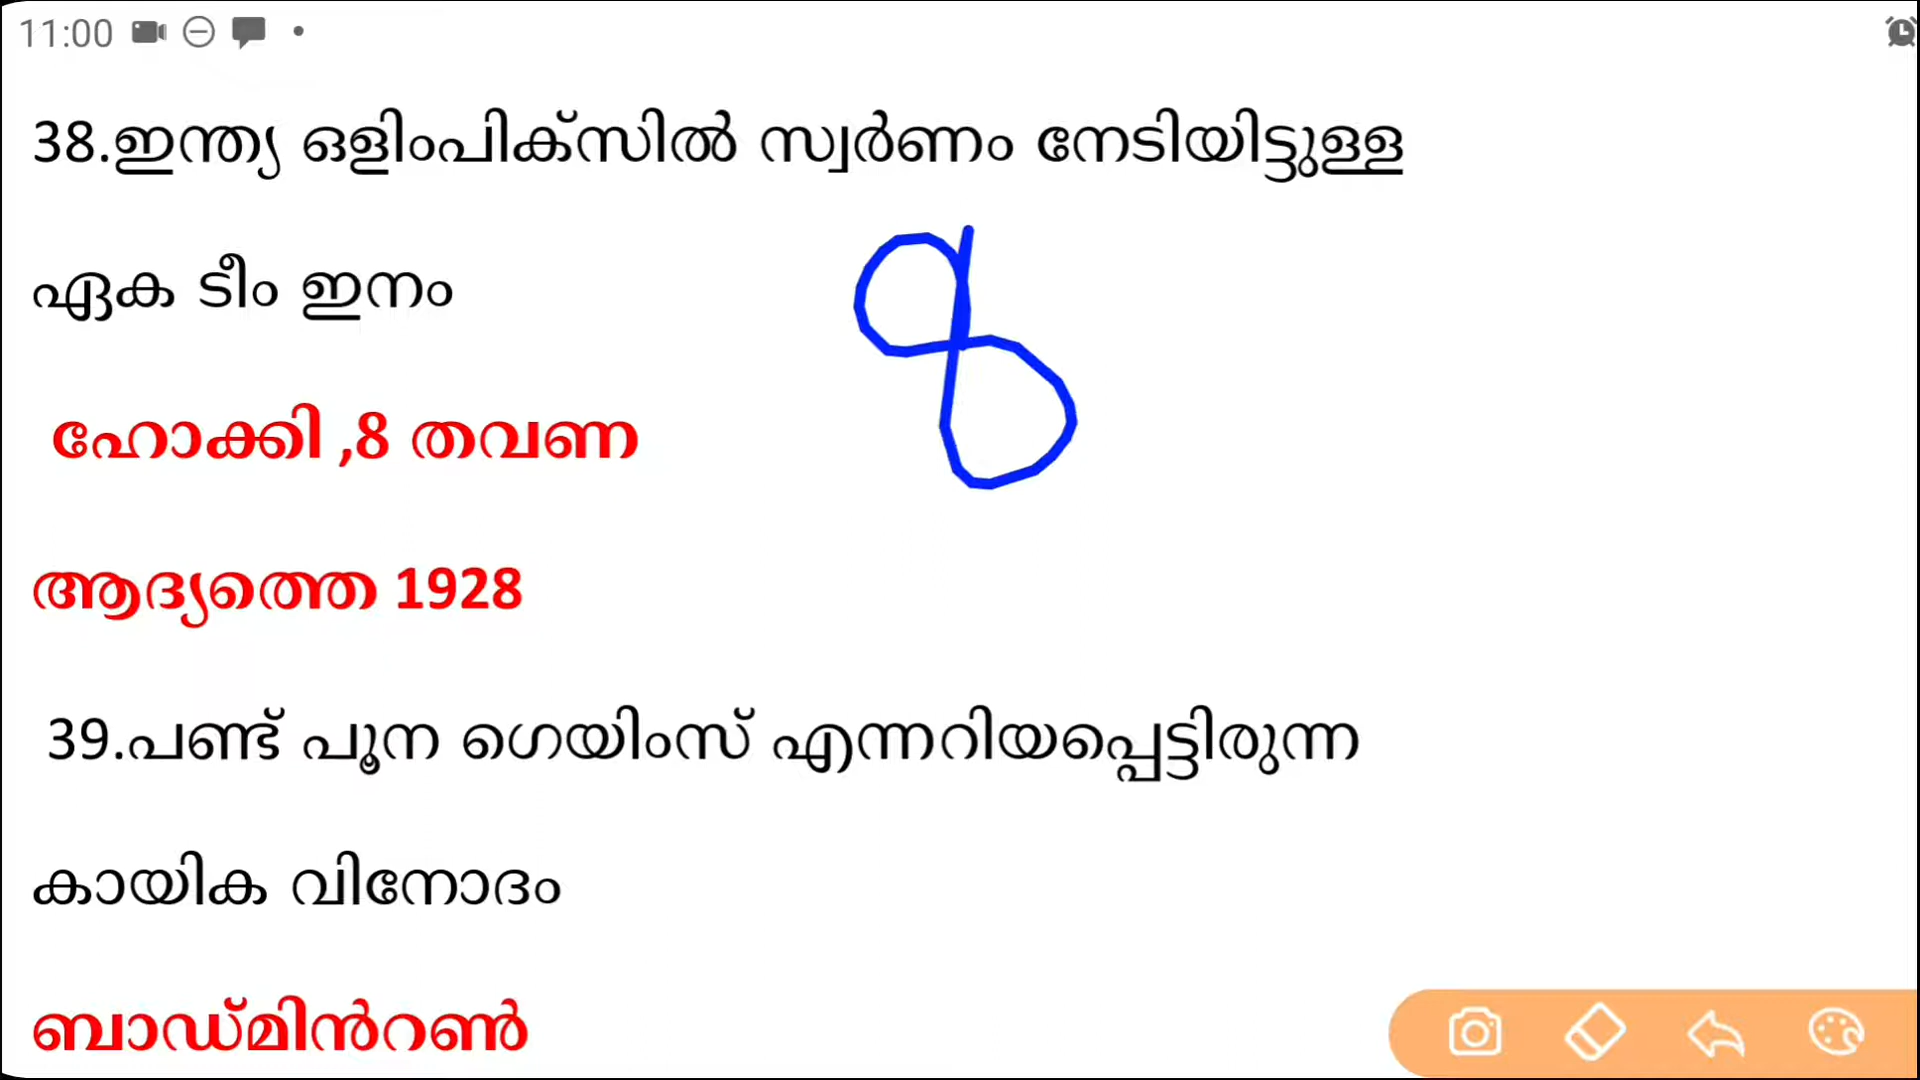 11:00
38.ഇന്ത്യ ഒളിംപിക്സിൽ സ്വർണം നേടിയിട്ടുള്ള
ഏക ടീം ഇനം
8
ഹോക്കി ,8 തവണ
ആദ്യത്തെ 1928
39.പണ്ട് പൂന ഗെയിംസ് എന്നറിയപ്പെട്ടിരുന്ന
കായിക വിനോദം
ബാഡ്മിൻറൺ